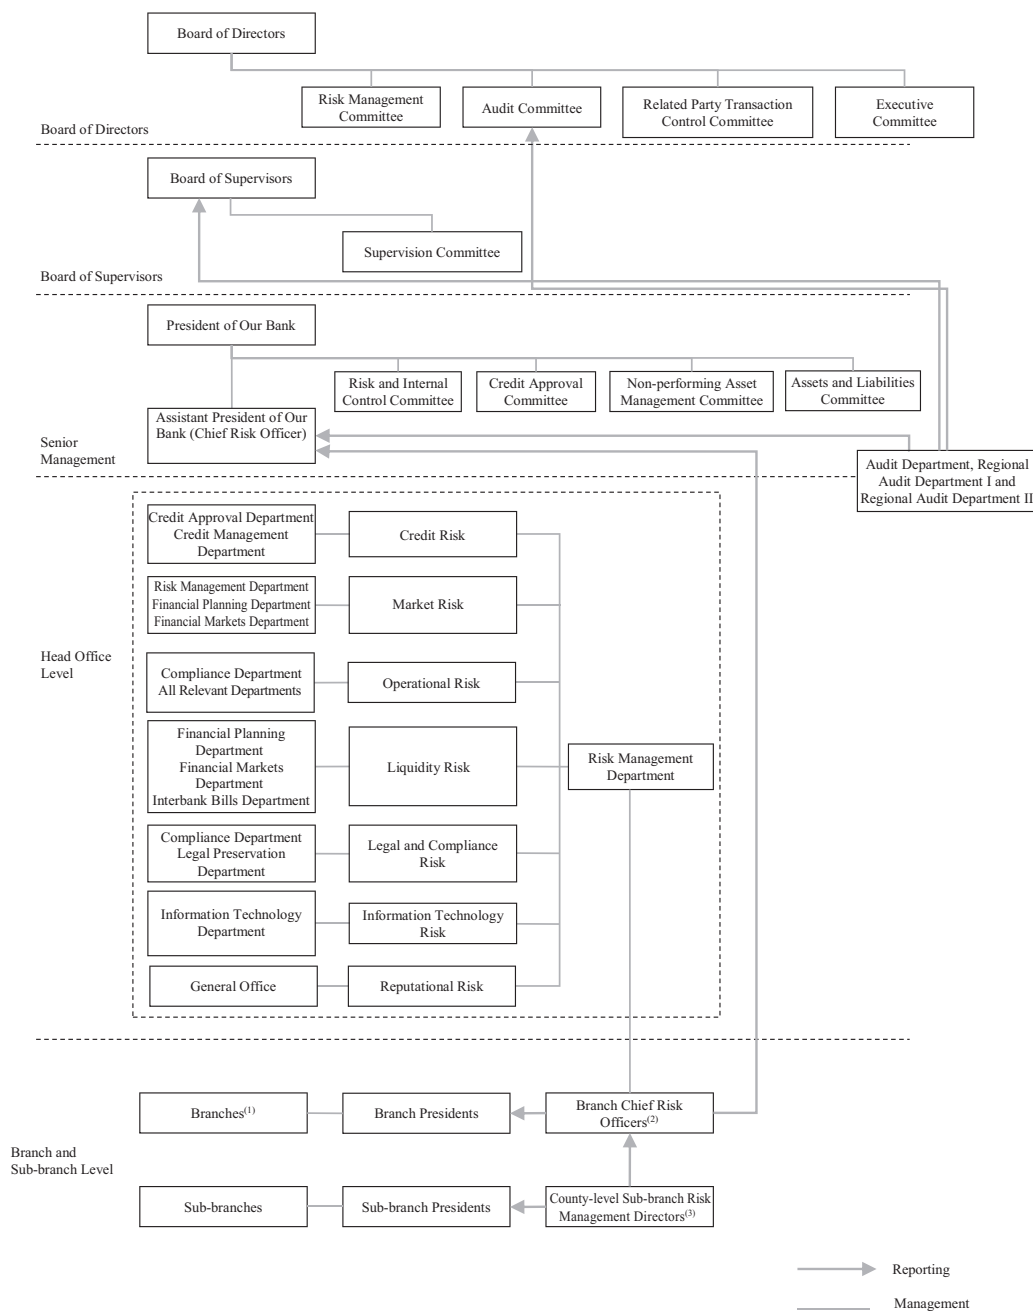 Board of Directors
Risk Management
Committee
Audit Committee
Related Party Transaction
Control Committee
Executive
Committee
Board of Directors
Board of Supervisors
Supervision Committee
Board of Supervisors
President of Our Bank
Risk and Internal
Control Committee
Credit Approval
Committee
Non-performing Asset
Management Committee
Assets and Liabilities
Committee
Assistant President of Our
Bank (Chief Risk Officer)
Senior
Management
Audit Department, Regional
Audit Department I and
Regional Audit Department II
Credit Approval Department
Credit Management
Department
Credit Risk
Risk Management Department
Financial Planning Department
Financial Markets Department
Market Risk
Head Office
Level
Compliance Department
All Relevant Departments
Operational Risk
Financial Planning
Department
Financial Markets
Department
Interbank Bills Department
Liquidity Risk
Risk Management
Department
Compliance Department
Legal Preservation
Department
Legal and Compliance
Risk
Information Technology
Department
Information Technology
Risk
General Office
Reputational Risk
Branches(1)
Branch Presidents
Branch Chief Risk
Officers(2)
Branch and
Sub-branch Level
Sub-branches
Sub-branch Presidents
County-level Sub-branch Risk
Management Directors(3)
Reporting
Management